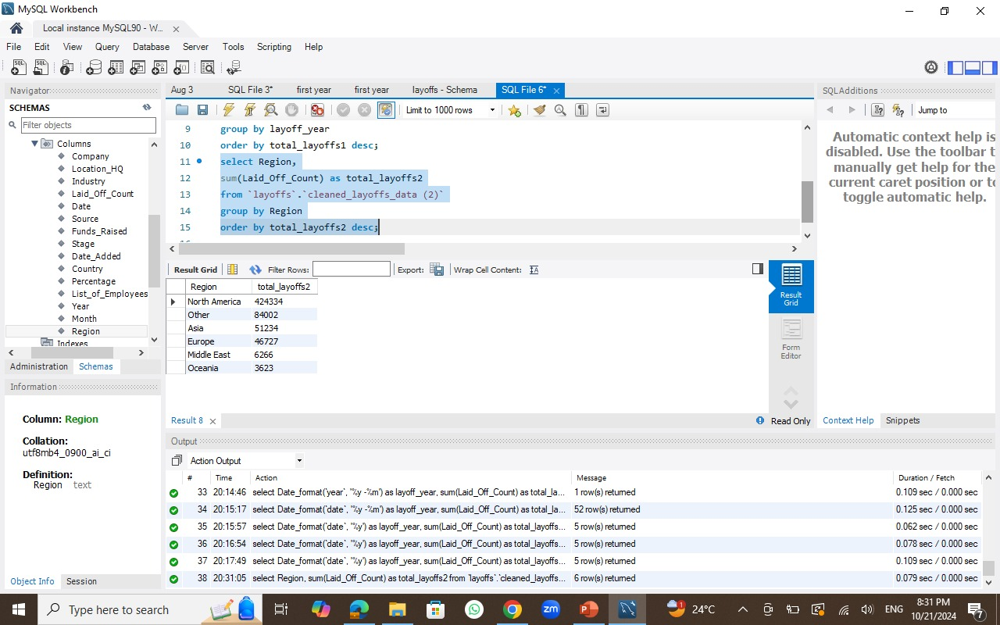 MySQL Workbench
Local instance MySQL90 - W...
File Edit View Query Database Server Tools Scripting Help
Navigator
SCHEMAS
Filter objects
Columns
Company
Location_HQ
Industry
Laid_Off_Count
Date
Source
Funds_Raised
Stage
Date_Added
Country
Percentage
List_of_Employees
Year
Month
Region
Indexes
Administration Schemas
Information
Column: Region
Collation:
utf8mb4_0900_ai_ci
Definition:
Region text
Object Info Session
Aug 3 SQL File 3* first year first year layoffs - Schema SQL File 6*
Limit to 1000 rows
9 group by layoff_year
10 order by total_layoffs1 desc;
11 select Region,
12 sum(Laid_Off_Count) as total_layoffs2
13 from `layoffs`.`cleaned_layoffs_data (2)`
14 group by Region
15 order by total_layoffs2 desc;
Result Grid Filter Rows: Export: Wrap Cell Content:
Region total_layoffs2
North America 424334
Other 84002
Asia 51234
Europe 46727
Middle East 6266
Oceania 3623
Result Grid
Form Editor
Result 8 Read Only
SQLAdditions
Jump to
Automatic context help is
disabled. Use the toolbar t
manually get help for the
current caret position or to
toggle automatic help.
Context Help Snippets
Output
Action Output
# Time Action Message Duration / Fetch
33 20:14:46 select Date_format(`year`, '%y -%m') as layoff_year, sum(Laid_Off_Count) as total_la... 1 row(s) returned 0.109 sec / 0.000 sec
34 20:15:17 select Date_format(`date`, '%y -%m') as layoff_year, sum(Laid_Off_Count) as total_la... 52 row(s) returned 0.125 sec / 0.000 sec
35 20:15:57 select Date_format(`date`, '%y') as layoff_year, sum(Laid_Off_Count) as total_layoffs... 5 row(s) returned 0.062 sec / 0.000 sec
36 20:16:54 select Date_format(`date`, '%y') as layoff_year, sum(Laid_Off_Count) as total_layoffs... 5 row(s) returned 0.078 sec / 0.000 sec
37 20:17:49 select Date_format(`date`, '%y') as layoff_year, sum(Laid_Off_Count) as total_layoffs... 5 row(s) returned 0.109 sec / 0.000 sec
38 20:31:05 select Region, sum(Laid_Off_Count) as total_layoffs2 from `layoffs`.`cleaned_layoffs... 6 row(s) returned 0.079 sec / 0.000 sec
Type here to search
zm
1
24°C
ENG
8:31 PM
10/21/2024
7